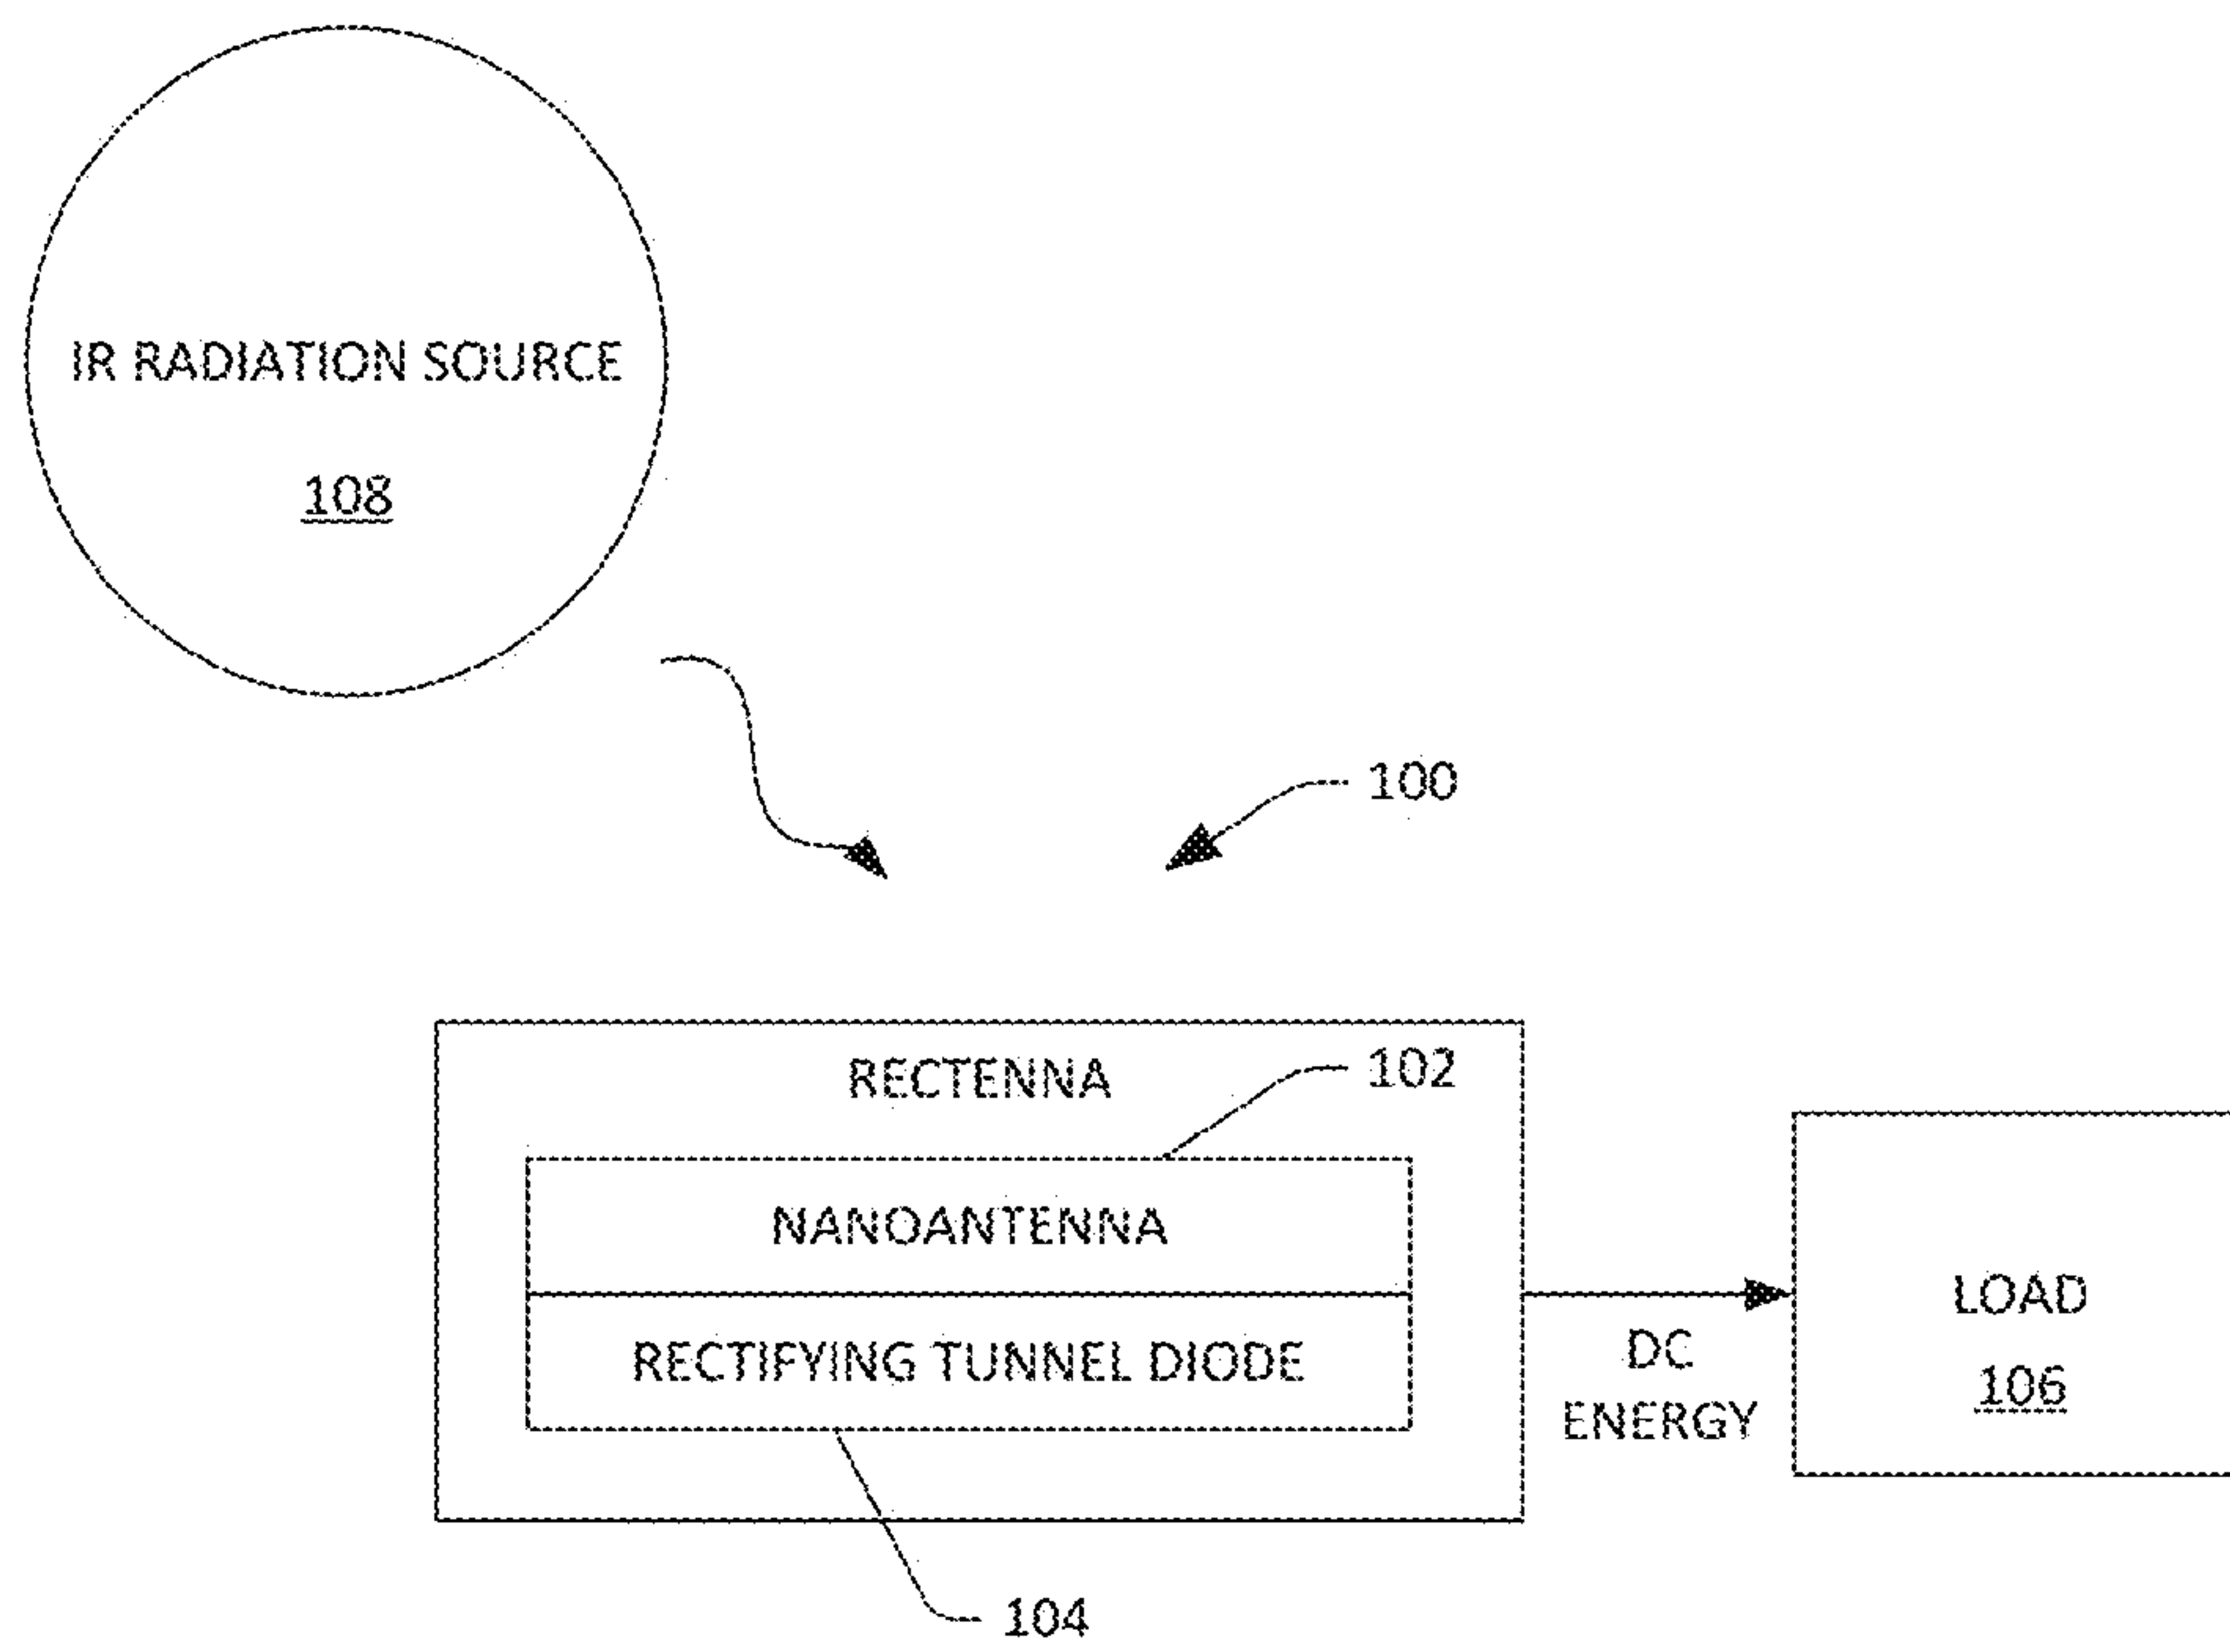 IR RADIATION SOURCE
108
100
RECTENNA
102
NANOANTENNA
RECTIFYING TUNNEL DIODE
104
DC
ENERGY
LOAD
106